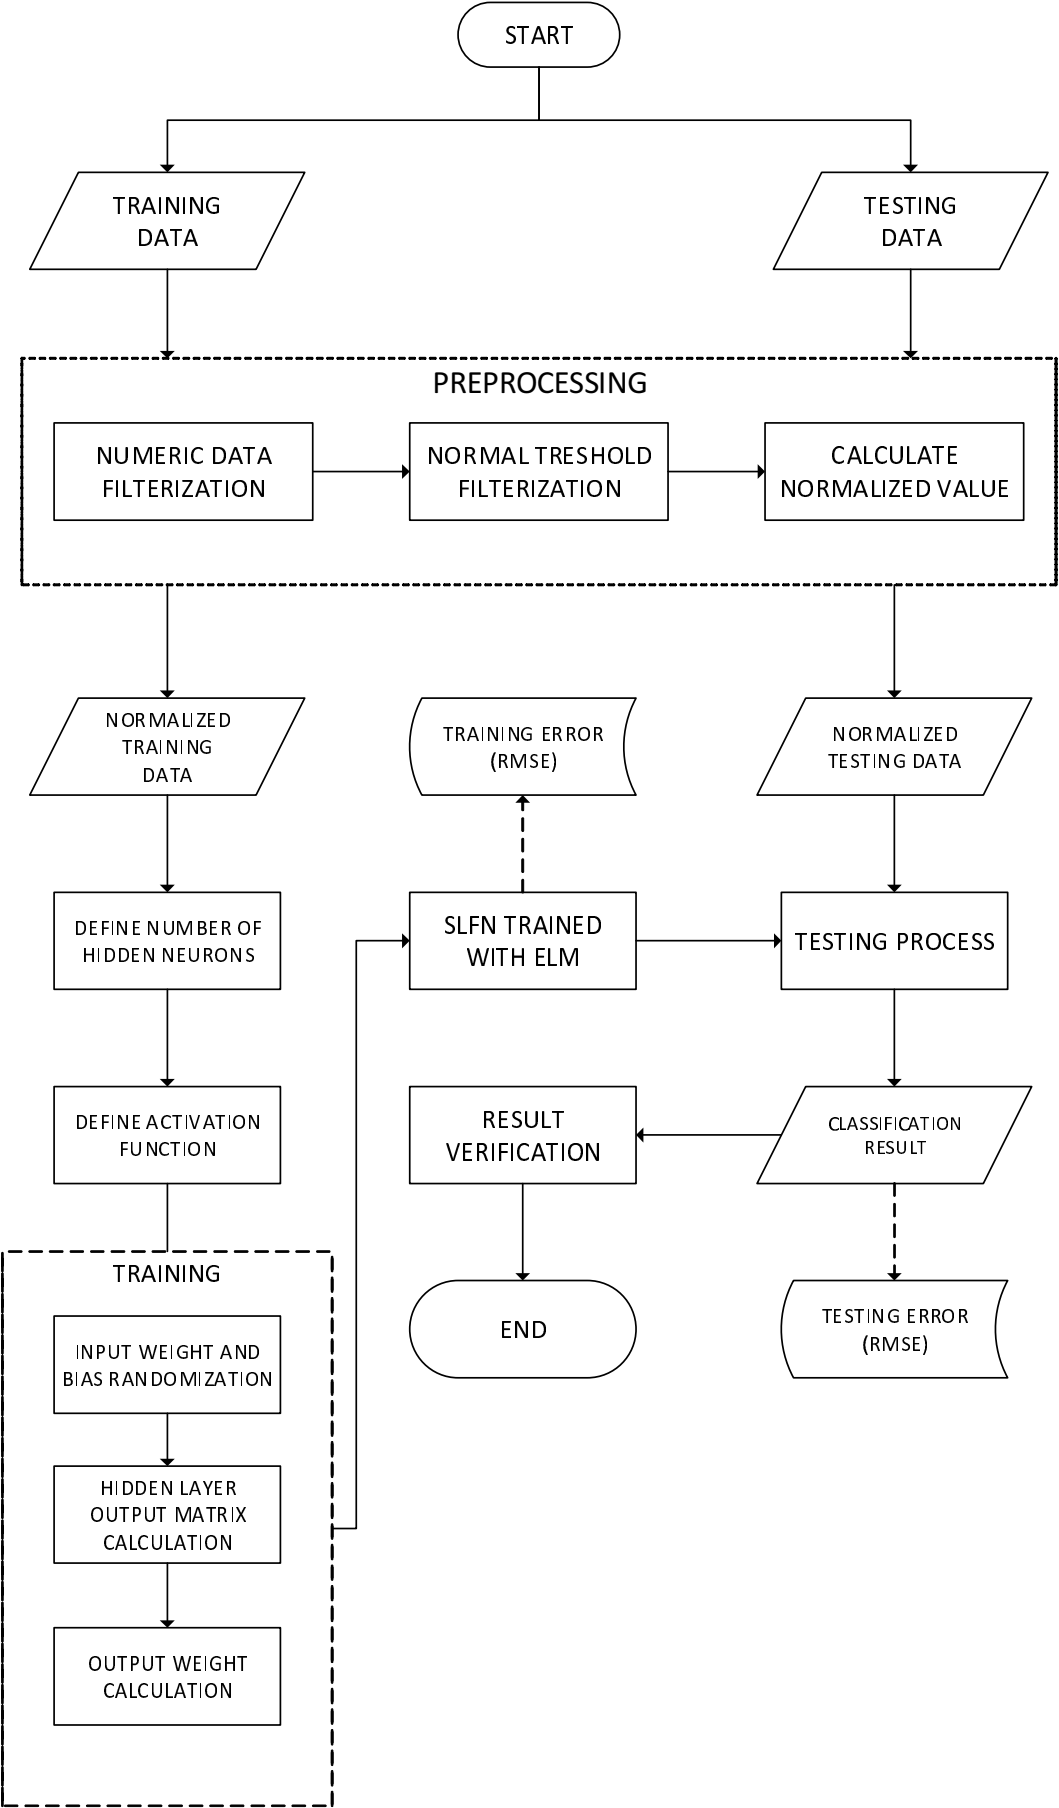 START
TRAINING
DATA
TESTING
DATA
PREPROCESSING
NUMERIC DATA
FILTERIZATION
NORMAL TRESHOLD
FILTERIZATION
CALCULATE
NORMALIZED VALUE
NORMALIZED
TRAINING
DATA
TRAINING ERROR
(RMSE)
NORMALIZED
TESTING DATA
DEFINE NUMBER OF
HIDDEN NEURONS
SLFN TRAINED
WITH ELM
TESTING PROCESS
DEFINE ACTIVATION
FUNCTION
RESULT
VERIFICATION
CLASSIFICATION
RESULT
TRAINING
INPUT WEIGHT AND
BIAS RANDOMIZATION
END
TESTING ERROR
(RMSE)
HIDDEN LAYER
OUTPUT MATRIX
CALCULATION
OUTPUT WEIGHT
CALCULATION